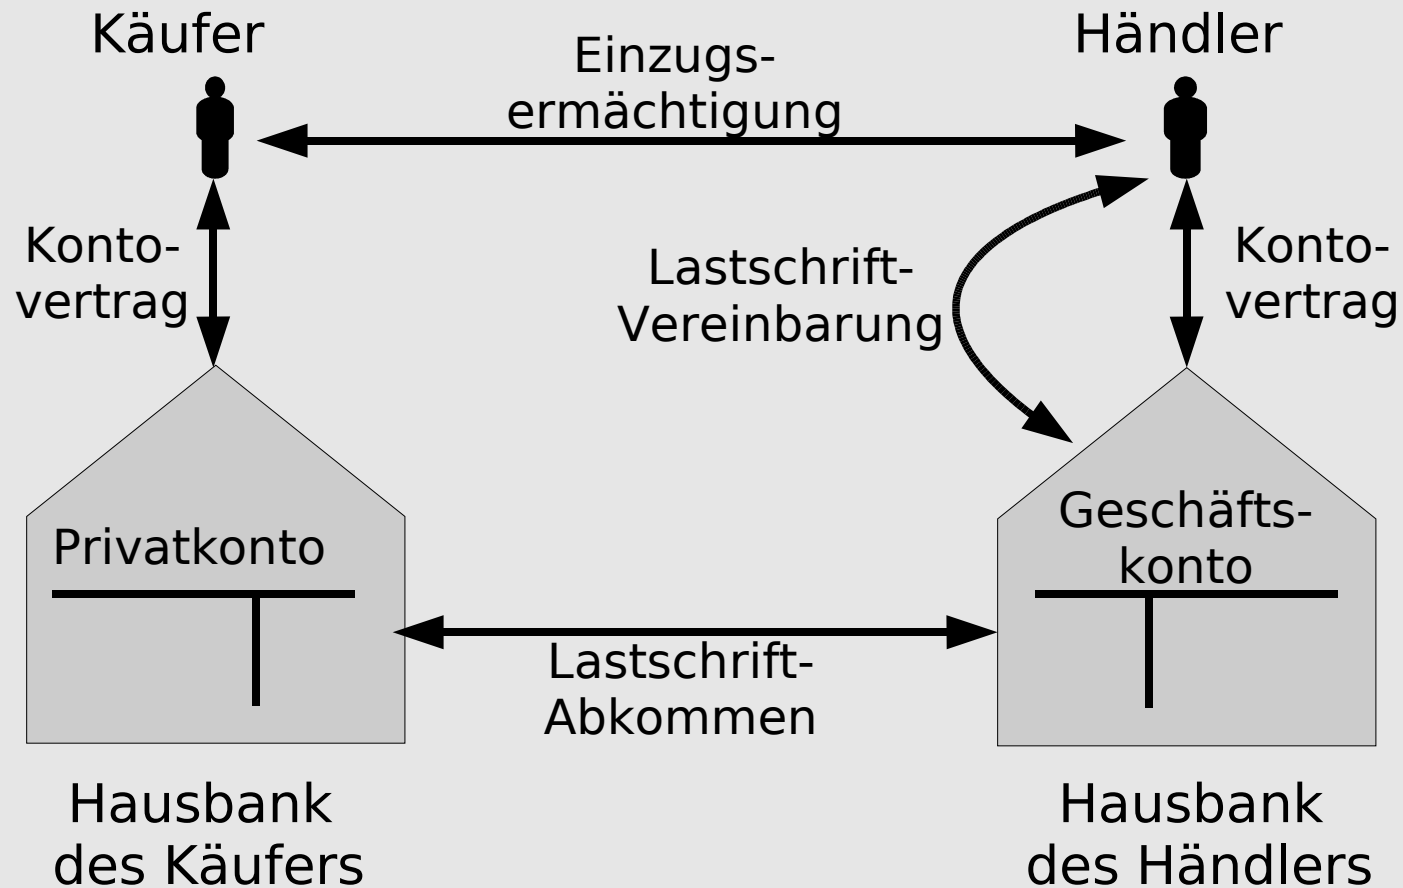 Käufer
Händler
Einzugs-
ermächtigung
Konto-
vertrag
Lastschrift-
Vereinbarung
Konto-
vertrag
Privatkonto
Geschäfts-
konto
Lastschrift-
Abkommen
Hausbank
des Käufers
Hausbank
des Händlers